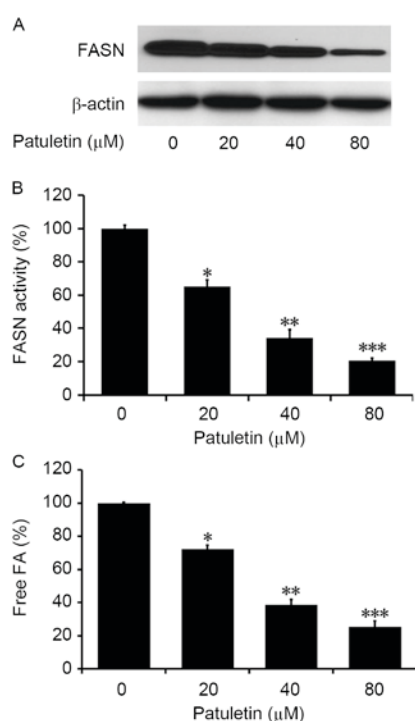 A
FASN
β-actin
Patuletin (μM) 0 20 40 80
B
FASN activity (%)
120
100
80
60
40
20
0
* ** ***
0 20 40 80
Patuletin (μM)
C
Free FA (%)
120
100
80
60
40
20
0
* ** ***
0 20 40 80
Patuletin (μM)